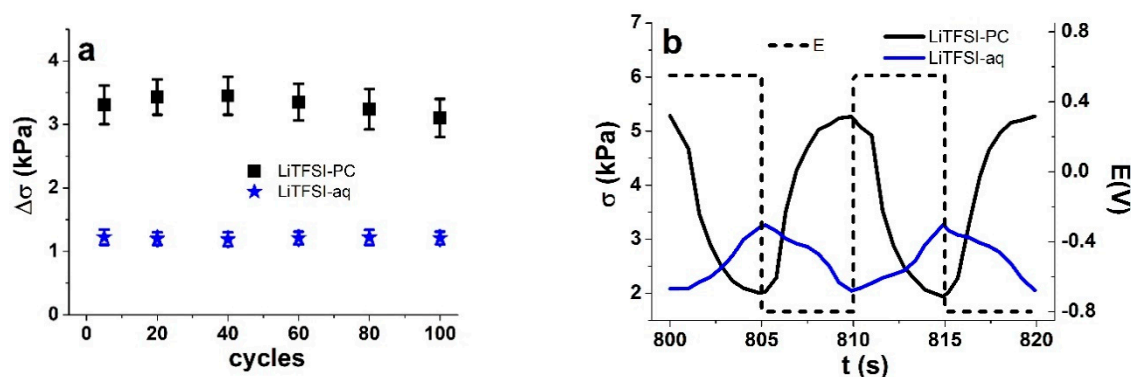 a
Δσ (kPa)
4
3
2
1
0
LiTFSI-PC
LiTFSI-aq
0 20 40 60 80 100
cycles
b
σ (kPa)
7
6
5
4
3
2
E
LiTFSI-PC
LiTFSI-aq
0.8
0.4
0.0
-0.4
-0.8
E(V)
800 805 810 815 820
t (s)